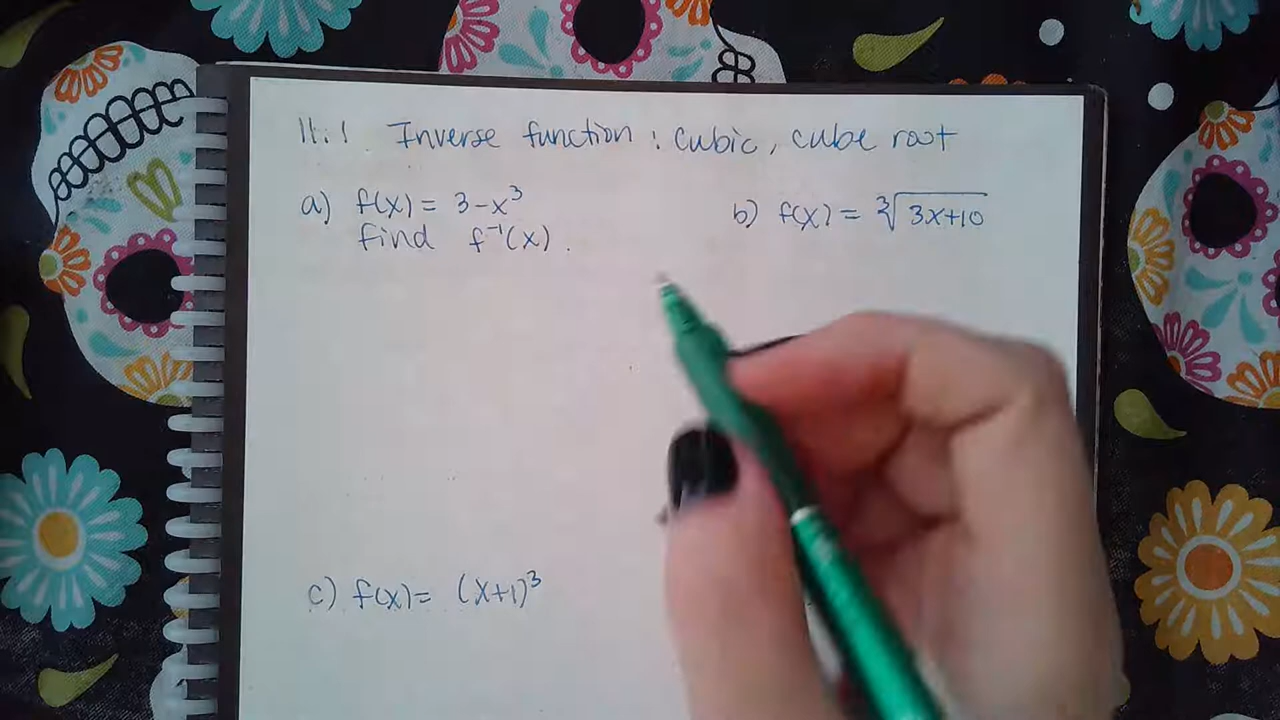 11.1 Inverse function : cubic, cube root
a) f(x) = 3-x³
find f⁻¹(x).
b) f(x) = ∛(3x+10)
c) f(x) = (x+1)³